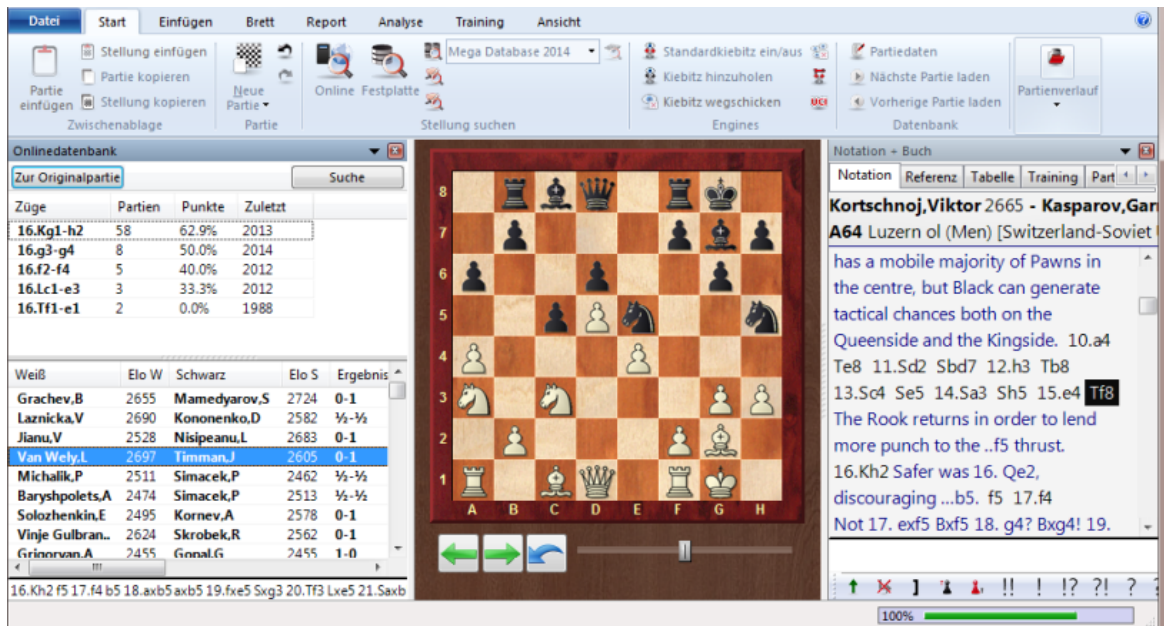 Datei Start Einfügen Brett Report Analyse Training Ansicht
Partie einfügen
Stellung einfügen
Partie kopieren
Stellung kopieren
Zwischenablage
Neue Partie
Partie
Online Festplatte
Mega Database 2014
Stellung suchen
Standardkiebitz ein/aus
Kiebitz hinzuholen
Kiebitz wegschicken
UCI
Engines
Partiedaten
Nächste Partie laden
Vorherige Partie laden
Datenbank
Partienverlauf
Onlinedatenbank
Zur Originalpartie Suche
Züge Partien Punkte Zuletzt
16.Kg1-h2 58 62.9% 2013
16.g3-g4 8 50.0% 2014
16.f2-f4 5 40.0% 2012
16.Lc1-e3 3 33.3% 2012
16.Tf1-e1 2 0.0% 1988
Weiß Elo W Schwarz Elo S Ergebnis
Grachev,B 2655 Mamedyarov,S 2724 0-1
Laznicka,V 2690 Kononenko,D 2582 ½-½
Jianu,V 2528 Nisipeanu,L 2683 0-1
Van Wely,L 2697 Timman,J 2605 0-1
Michalik,P 2511 Simacek,P 2462 ½-½
Baryshpolets,A 2474 Simacek,P 2513 ½-½
Solozhenkin,E 2495 Kornev,A 2578 0-1
Vinje Gulbran.. 2624 Skrobek,R 2562 0-1
Grigoryan,A 2455 Gopal,G 2455 1-0
16.Kh2 f5 17.f4 b5 18.axb5 axb5 19.fxe5 Sxg3 20.Tf3 Lxe5 21.Saxb
8
7
6
5
4
3
2
1
A B C D E F G H
Notation + Buch
Notation Referenz Tabelle Training Part
Kortschnoj,Viktor 2665 - Kasparov,Gar
A64 Luzern ol (Men) [Switzerland-Soviet
has a mobile majority of Pawns in
the centre, but Black can generate
tactical chances both on the
Queenside and the Kingside. 10.a4
Te8 11.Sd2 Sbd7 12.h3 Tb8
13.Sc4 Se5 14.Sa3 Sh5 15.e4 Tf8
The Rook returns in order to lend
more punch to the ..f5 thrust.
16.Kh2 Safer was 16. Qe2,
discouraging ...b5. f5 17.f4
Not 17. exf5 Bxf5 18. g4? Bxg4! 19.
] !! ! !? ?! ?
100%